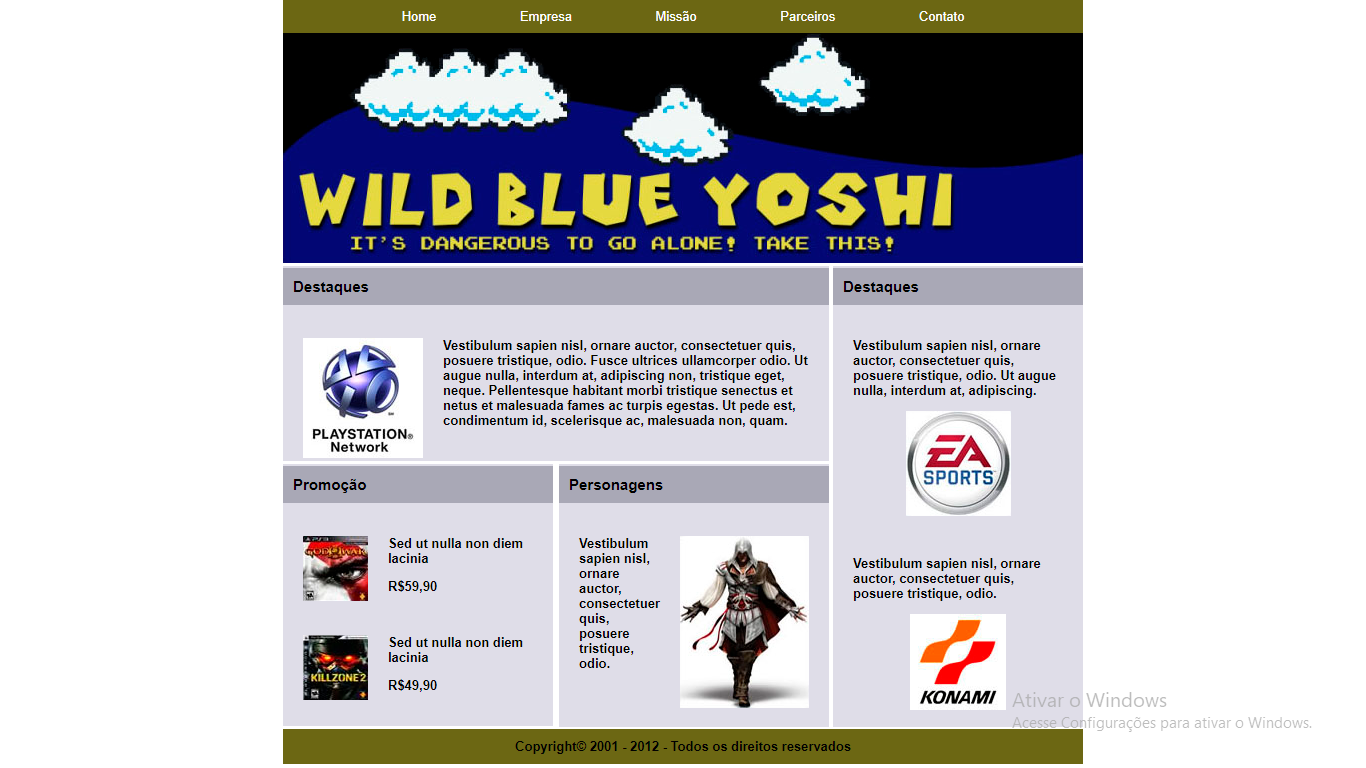 Home Empresa Missão Parceiros Contato
WILD BLUE YOSHI
IT'S DANGEROUS TO GO ALONE! TAKE THIS!
Destaques
PLAYSTATION®
Network
Vestibulum sapien nisl, ornare auctor, consectetuer quis,
posuere tristique, odio. Fusce ultrices ullamcorper odio. Ut
augue nulla, interdum at, adipiscing non, tristique eget,
neque. Pellentesque habitant morbi tristique senectus et
netus et malesuada fames ac turpis egestas. Ut pede est,
condimentum id, scelerisque ac, malesuada non, quam.
Promoção
GOD OF WAR
Sed ut nulla non diem
lacinia
R$59,90
KILLZONE 2
Sed ut nulla non diem
lacinia
R$49,90
Personagens
Vestibulum
sapien nisl,
ornare
auctor,
consectetuer
quis,
posuere
tristique,
odio.
Destaques
Vestibulum sapien nisl, ornare
auctor, consectetuer quis,
posuere tristique, odio. Ut augue
nulla, interdum at, adipiscing.
EA
SPORTS
Vestibulum sapien nisl, ornare
auctor, consectetuer quis,
posuere tristique, odio.
KONAMI
Ativar o Windows
Acesse Configurações para ativar o Windows.
Copyright© 2001 - 2012 - Todos os direitos reservados